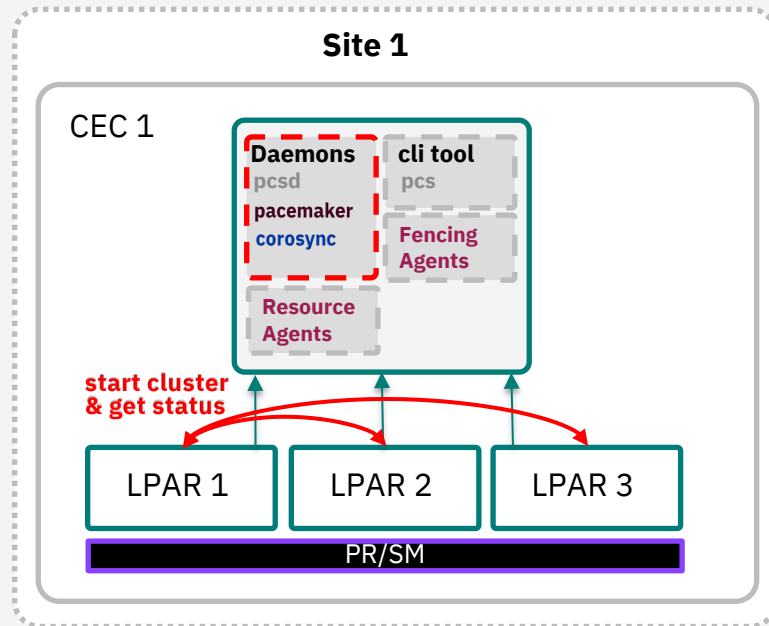 Site 1
CEC 1
Daemons
pcsd
pacemaker
corosync
cli tool
pcs
Fencing
Agents
Resource
Agents
start cluster
& get status
LPAR 1
LPAR 2
LPAR 3
PR/SM